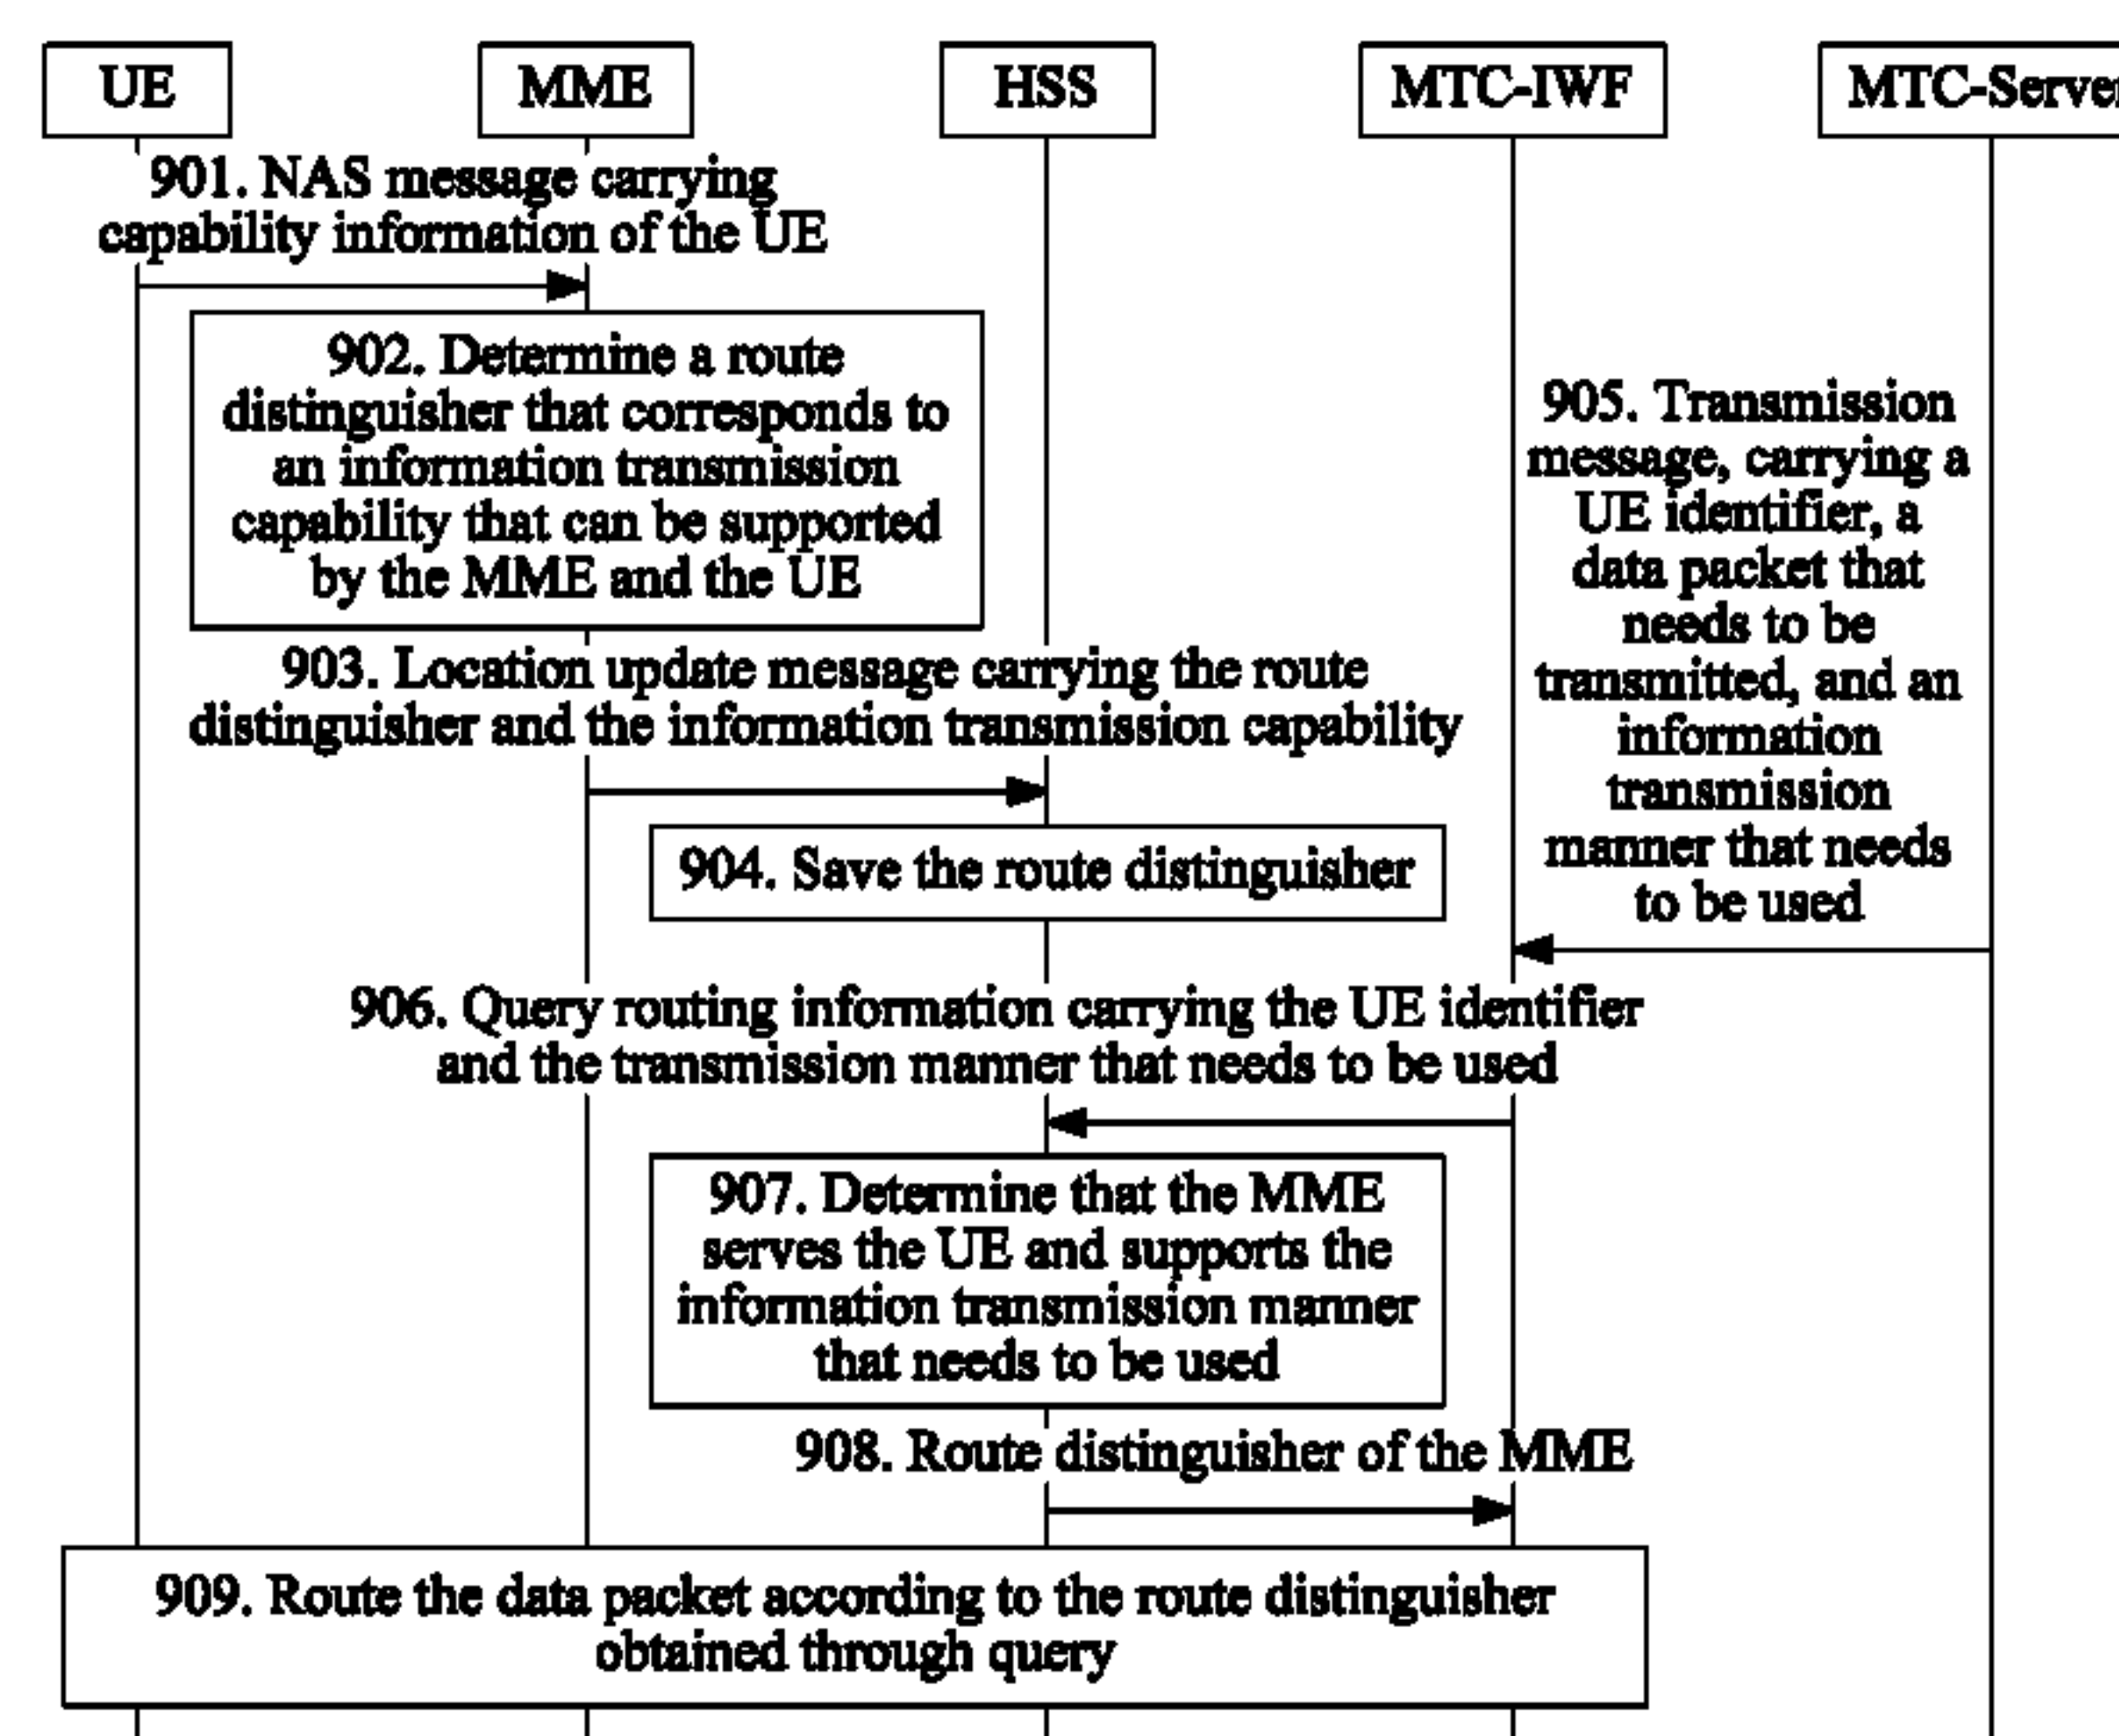 UE
MME
HSS
MTC-IWF
MTC-Server
901. NAS message carrying
capability information of the UE
902. Determine a route
distinguisher that corresponds to
an information transmission
capability that can be supported
by the MME and the UE
903. Location update message carrying the route
distinguisher and the information transmission capability
904. Save the route distinguisher
905. Transmission
message, carrying a
UE identifier, a
data packet that
needs to be
transmitted, and an
information
transmission
manner that needs
to be used
906. Query routing information carrying the UE identifier
and the transmission manner that needs to be used
907. Determine that the MME
serves the UE and supports the
information transmission manner
that needs to be used
908. Route distinguisher of the MME
909. Route the data packet according to the route distinguisher
obtained through query